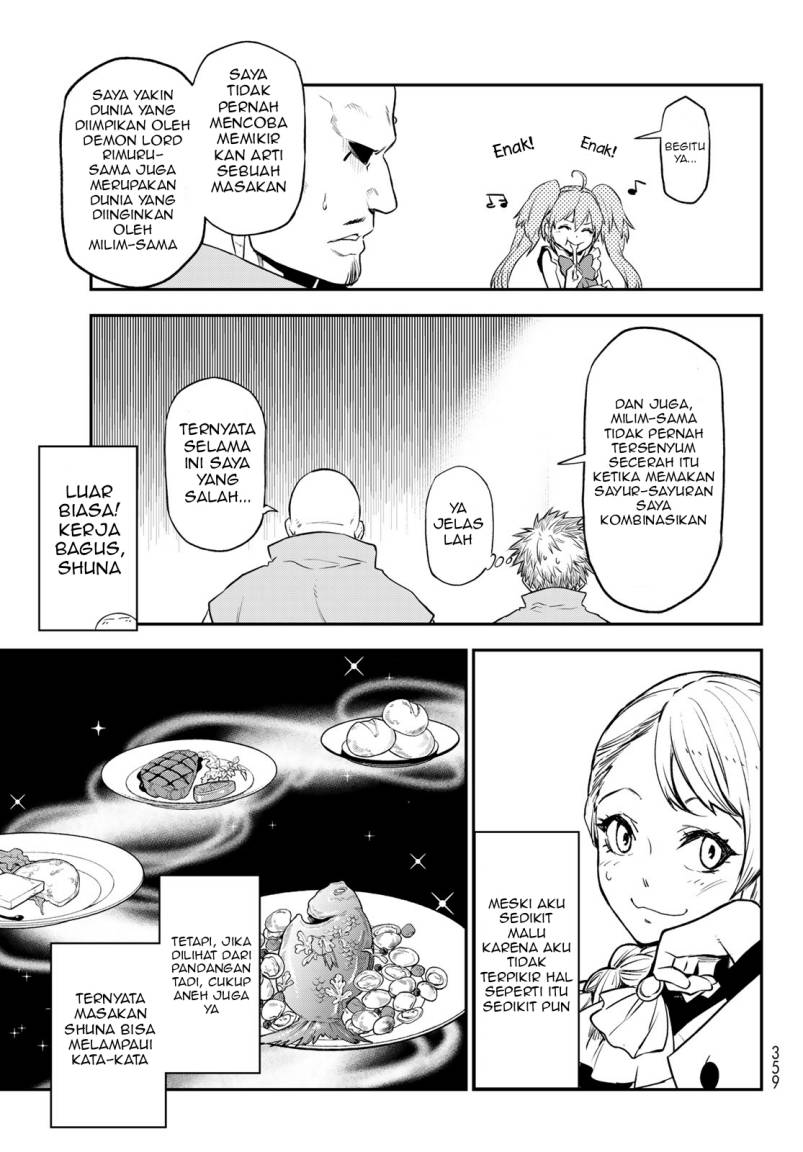 BEGITU
YA...
Enak!
Enak!
SAYA
TIDAK
PERNAH
MENCOBA
MEMIKIR
KAN ARTI
SEBUAH
MASAKAN
SAYA YAKIN
DUNIA YANG
DIIMPIKAN OLEH
DEMON LORD
RIMURU-
SAMA JUGA
MERUPAKAN
DUNIA YANG
DIINGINKAN
OLEH
MILIM-SAMA
DAN JUGA,
MILIM-SAMA
TIDAK PERNAH
TERSENYUM
SECERAH ITU
KETIKA MEMAKAN
SAYUR-SAYURAN
SAYA
KOMBINASIKAN
YA
JELAS
LAH
TERNYATA
SELAMA
INI SAYA
YANG
SALAH...
LUAR
BIASA!
KERJA
BAGUS,
SHUNA
MESKI AKU
SEDIKIT
MALU
KARENA AKU
TIDAK
TERPIKIR HAL
SEPERTI ITU
SEDIKIT PUN
TETAPI, JIKA
DILIHAT DARI
PANDANGAN
TADI, CUKUP
ANEH JUGA
YA
TERNYATA
MASAKAN
SHUNA BISA
MELAMPAUI
KATA-KATA
359